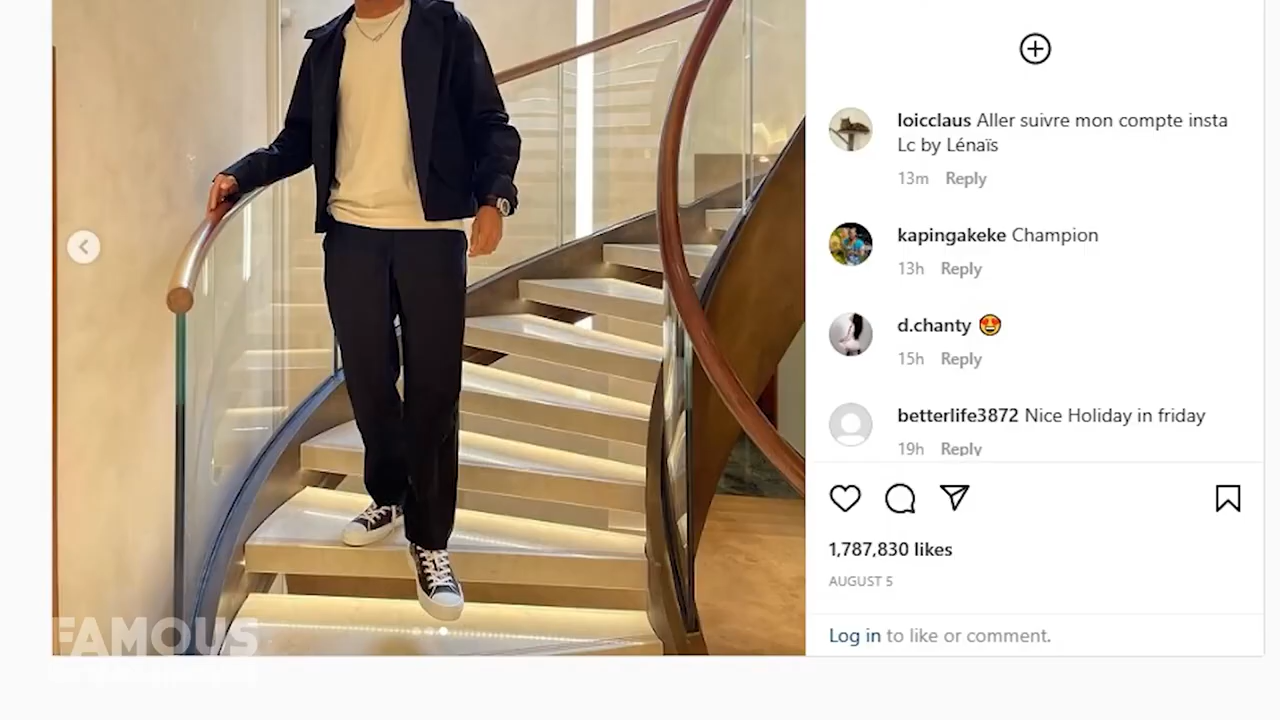 loicclaus Aller suivre mon compte insta
Lc by Lénaïs
13m Reply
kapingakeke Champion
13h Reply
d.chanty 😍
15h Reply
betterlife3872 Nice Holiday in friday
19h Reply
1,787,830 likes
AUGUST 5
Log in to like or comment.
FAMOUS